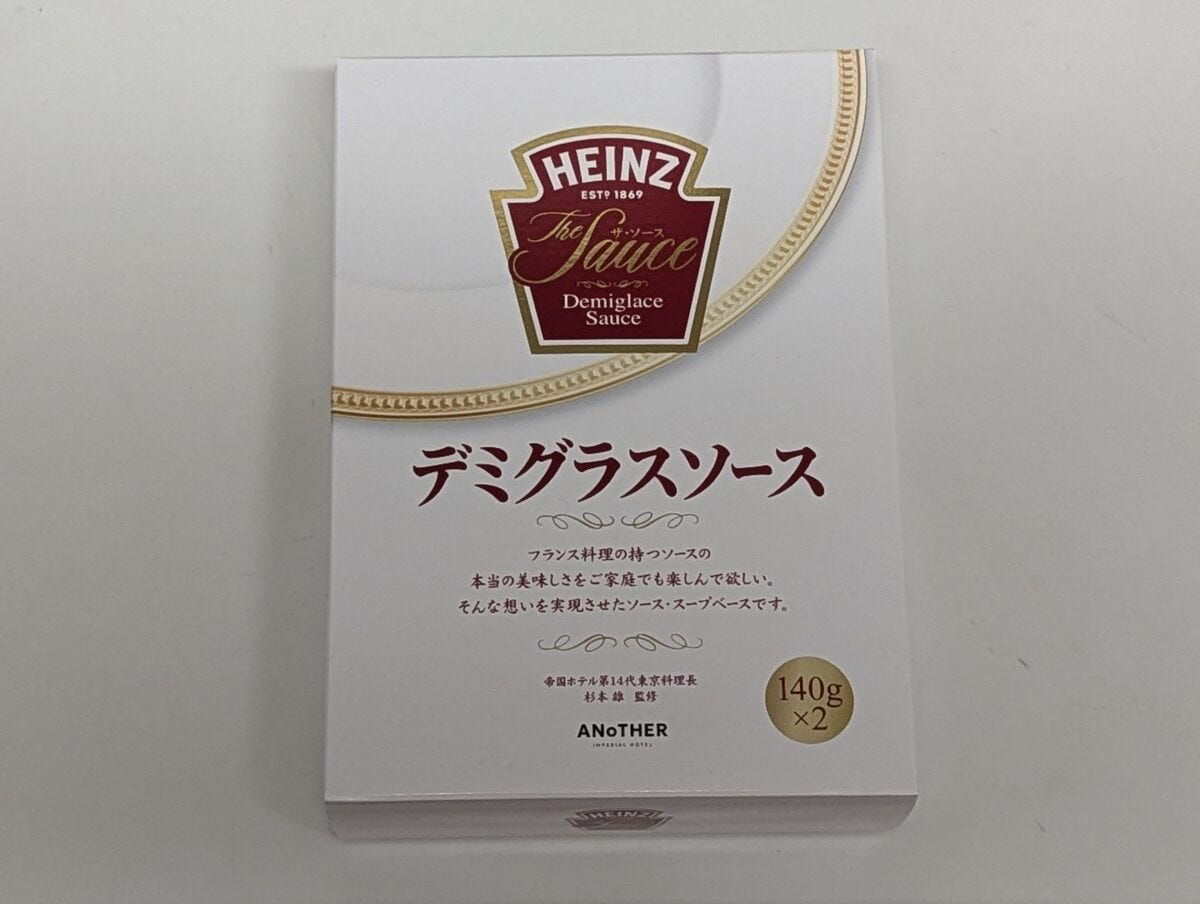 HEINZ
ESTD 1869
The Sauce
ザ・ソース
Demiglace
Sauce
デミグラスソース
フランス料理の持つソースの
本当の美味しさをご家庭でも楽しんで欲しい。
そんな想いを実現させたソース・スープベースです。
帝国ホテル第14代東京料理長
杉本 雄 監修
140g
×2
ANoTHER
IMPERIAL HOTEL
HEINZ